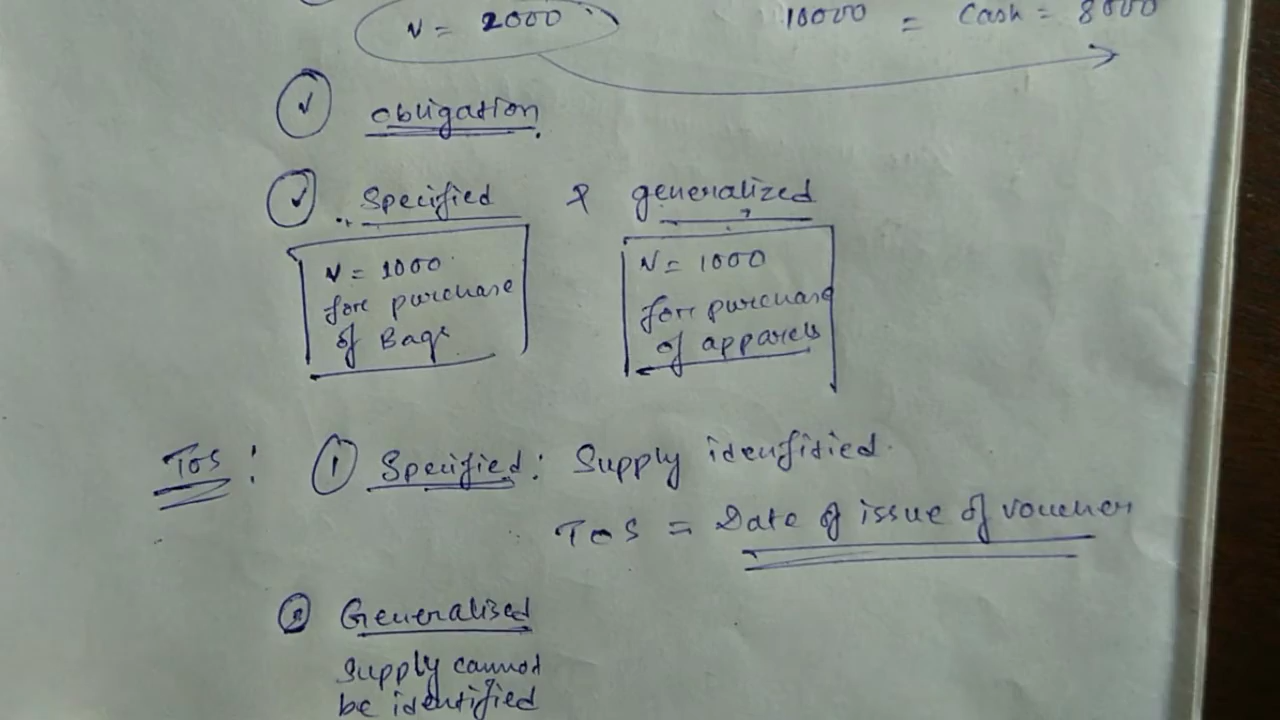 V = 2000
10000 = Cash = 8000
obligation
Specified & generalized
V = 1000
for purchase
of Bags
V = 1000
for purchase
of apparels
TOS : 1 Specified : Supply identified.
TOS = Date of issue of voucher
2 Generalised
Supply cannot
be identified